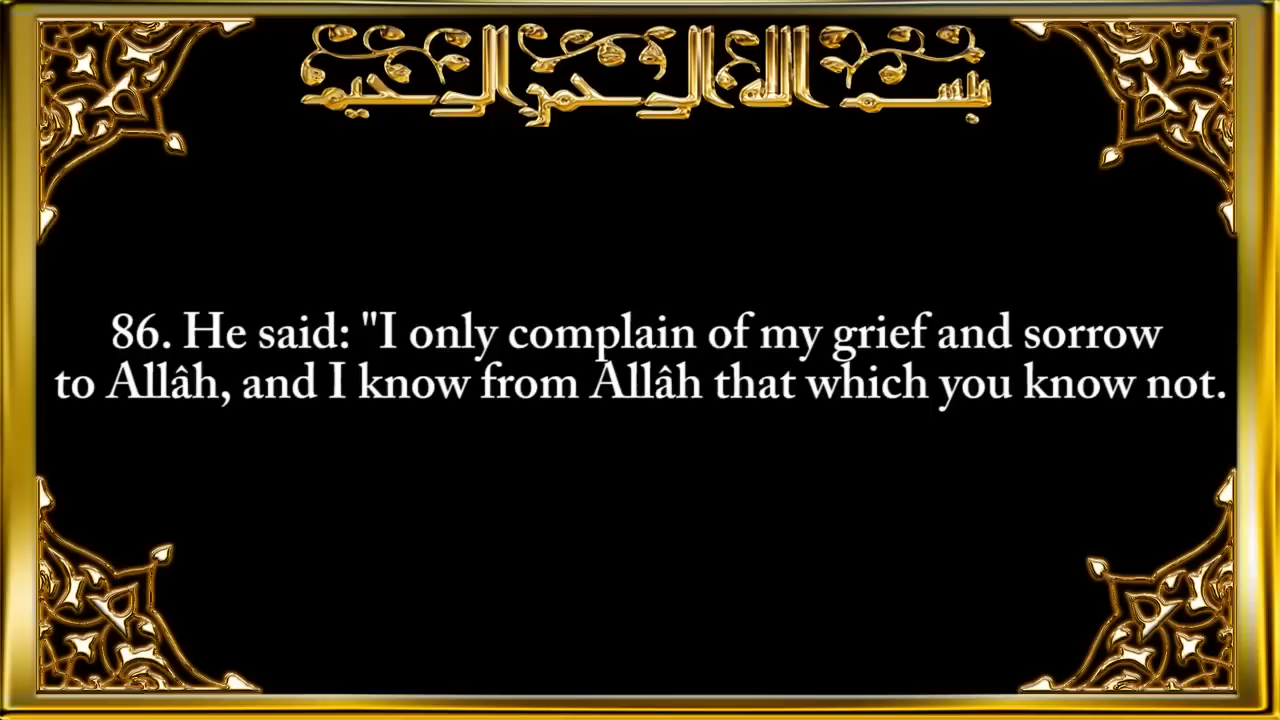 بسم الله الرحمن الرحيم
86. He said: "I only complain of my grief and sorrow
to Allâh, and I know from Allâh that which you know not.